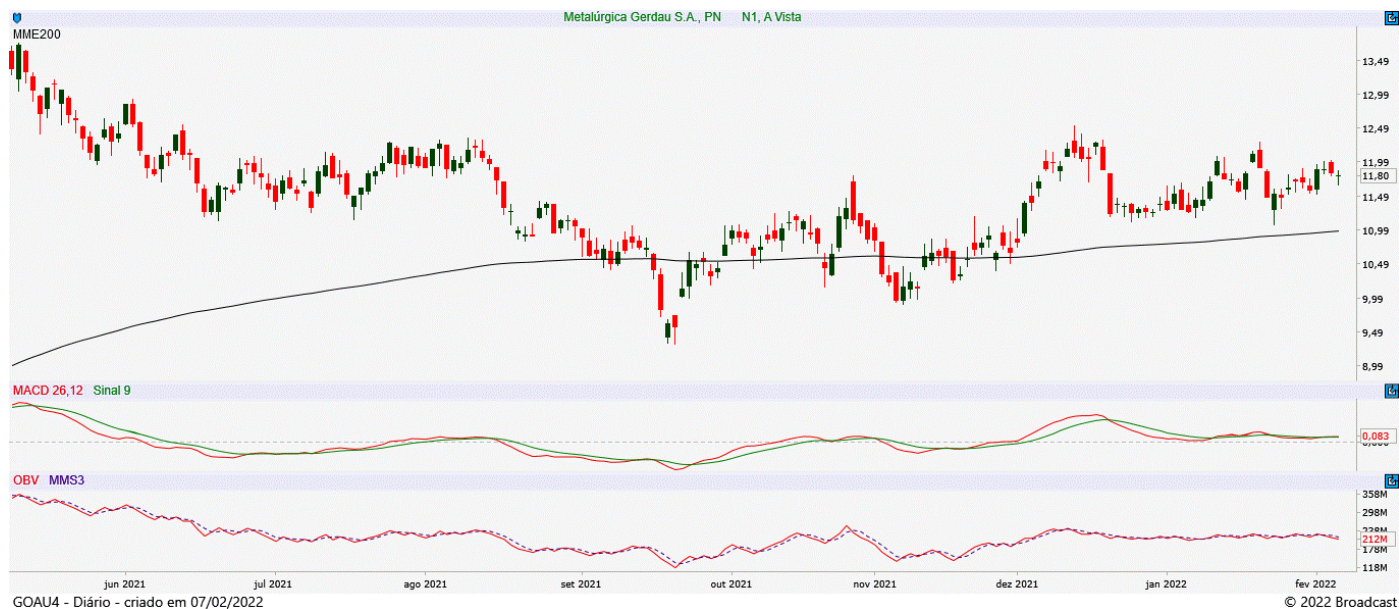 Metalúrgica Gerdau S.A., PN N1, A Vista
MME200
13,49
12,99
12,49
11,99
11,80
11,49
10,99
10,49
9,99
9,49
8,99
MACD 26,12 Sinal 9
0,083
OBV MMS3
358M
298M
238M
212M
178M
118M
jun 2021 jul 2021 ago 2021 set 2021 out 2021 nov 2021 dez 2021 jan 2022 fev 2022
GOAU4 - Diário - criado em 07/02/2022 © 2022 Broadcast